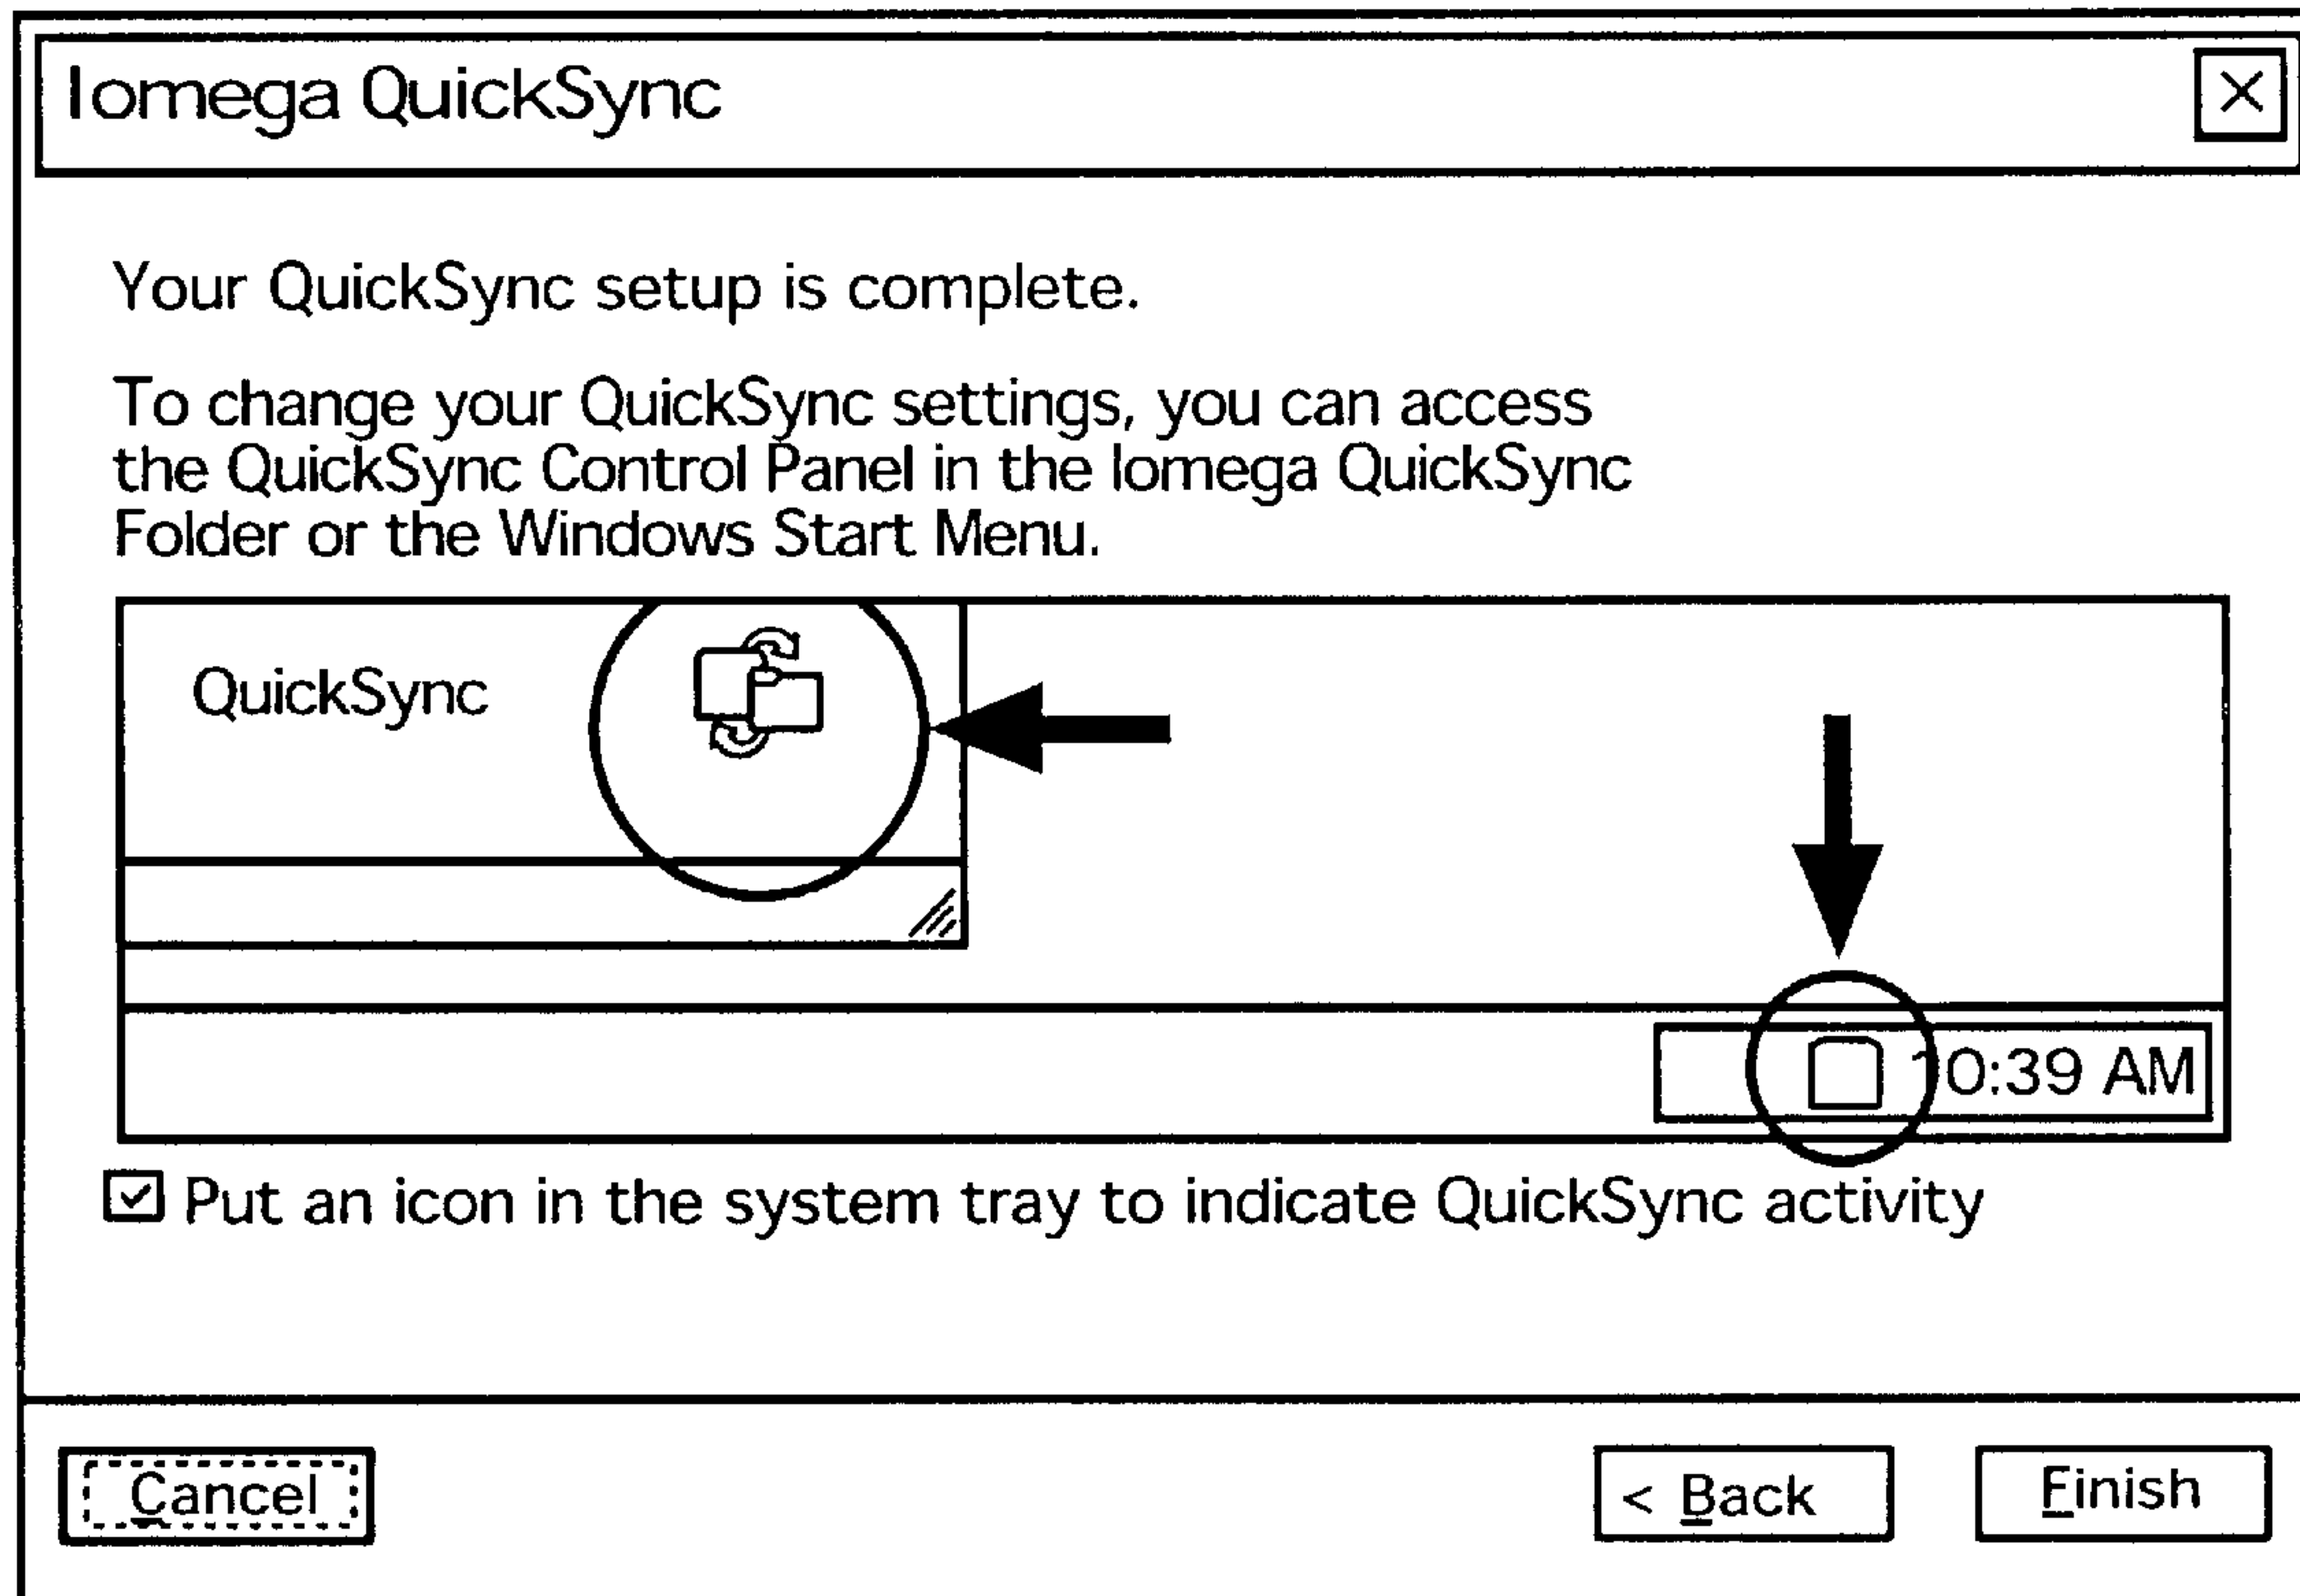 Iomega QuickSync
Your QuickSync setup is complete.
To change your QuickSync settings, you can access
the QuickSync Control Panel in the Iomega QuickSync
Folder or the Windows Start Menu.
QuickSync
10:39 AM
Put an icon in the system tray to indicate QuickSync activity
Cancel
< Back
Finish